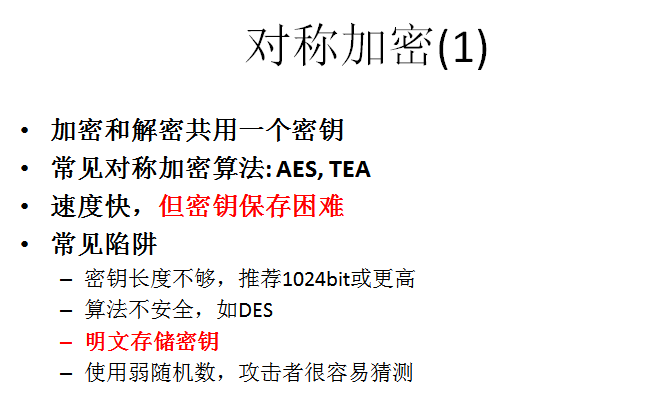 对称加密(1)
• 加密和解密共用一个密钥
• 常见对称加密算法: AES, TEA
• 速度快，但密钥保存困难
• 常见陷阱
– 密钥长度不够，推荐1024bit或更高
– 算法不安全，如DES
– 明文存储密钥
– 使用弱随机数，攻击者很容易猜测